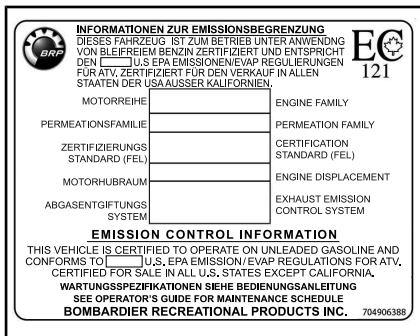 INFORMATIONEN ZUR EMISSIONSBEGRENZUNG
DIESES FAHRZEUG IST ZUM BETRIEB UNTER ANWENDNG
VON BLEIFREIEM BENZIN ZERTIFIZIERT UND ENTSPRICHT
DEN U.S EPA EMISSIONEN/EVAP REGULIERUNGEN
FÜR ATV. ZERTIFIZIERT FÜR DEN VERKAUF IN ALLEN
STAATEN DER USA AUSSER KALIFORNIEN.
BRP
EC
121
MOTORREIHE ENGINE FAMILY
PERMEATIONSFAMILIE PERMEATION FAMILY
ZERTIFIZIERUNGS CERTIFICATION
STANDARD (FEL) STANDARD (FEL)
MOTORHUBRAUM ENGINE DISPLACEMENT
ABGASENTGIFTUNGS EXHAUST EMISSION
SYSTEM CONTROL SYSTEM
EMISSION CONTROL INFORMATION
THIS VEHICLE IS CERTIFIED TO OPERATE ON UNLEADED GASOLINE AND
CONFORMS TO U.S. EPA EMISSION/EVAP REGULATIONS FOR ATV.
CERTIFIED FOR SALE IN ALL U.S. STATES EXCEPT CALIFORNIA.
WARTUNGSSPEZIFIKATIONEN SIEHE BEDIENUNGSANLEITUNG
SEE OPERATOR'S GUIDE FOR MAINTENANCE SCHEDULE
BOMBARDIER RECREATIONAL PRODUCTS INC. 704906388